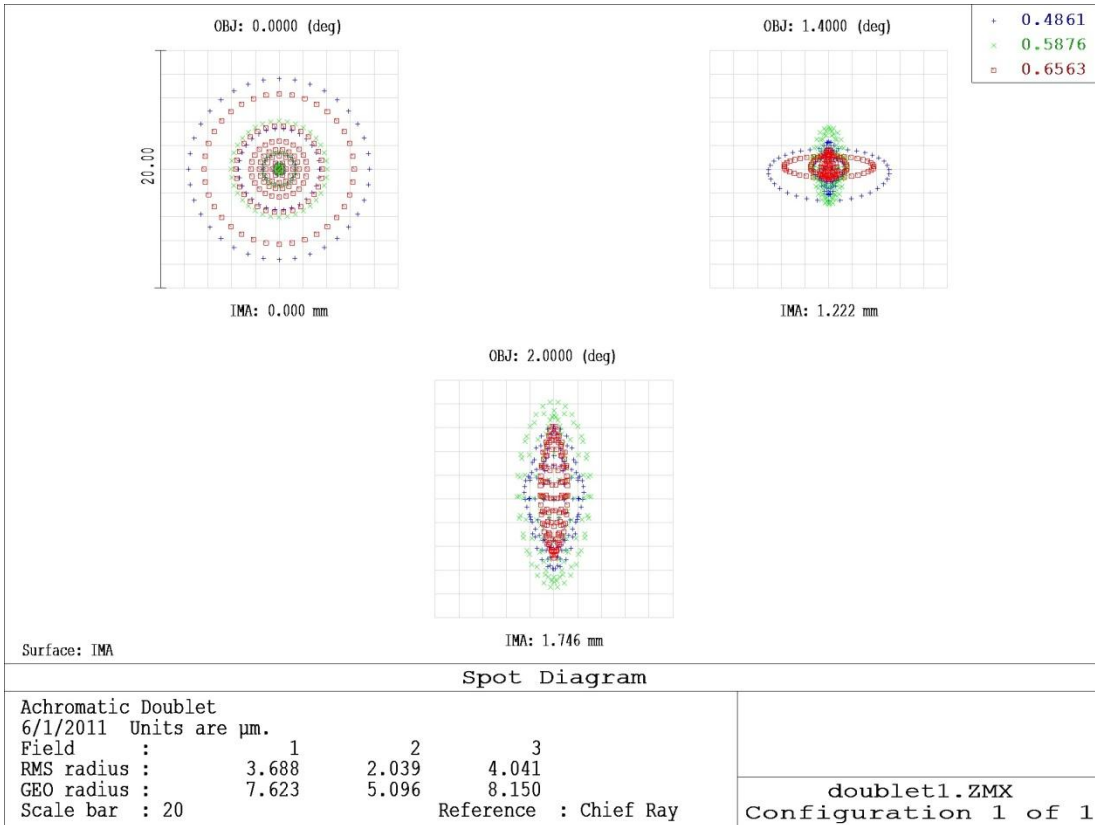 OBJ: 0.0000 (deg)
OBJ: 1.4000 (deg)
+ 0.4861
× 0.5876
□ 0.6563
20.00
IMA: 0.000 mm
IMA: 1.222 mm
OBJ: 2.0000 (deg)
IMA: 1.746 mm
Surface: IMA
Spot Diagram
Achromatic Doublet
6/1/2011 Units are µm.
Field : 1 2 3
RMS radius : 3.688 2.039 4.041
GEO radius : 7.623 5.096 8.150
Scale bar : 20 Reference : Chief Ray
doublet1.ZMX
Configuration 1 of 1